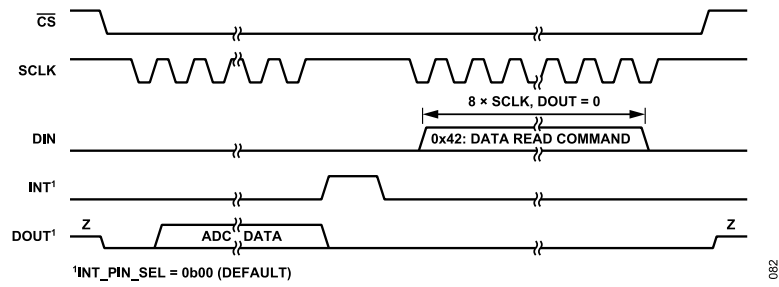 CS
SCLK
8 × SCLK, DOUT = 0
DIN
0x42: DATA READ COMMAND
INT¹
Z
Z
DOUT¹
ADC DATA
¹INT_PIN_SEL = 0b00 (DEFAULT)
082